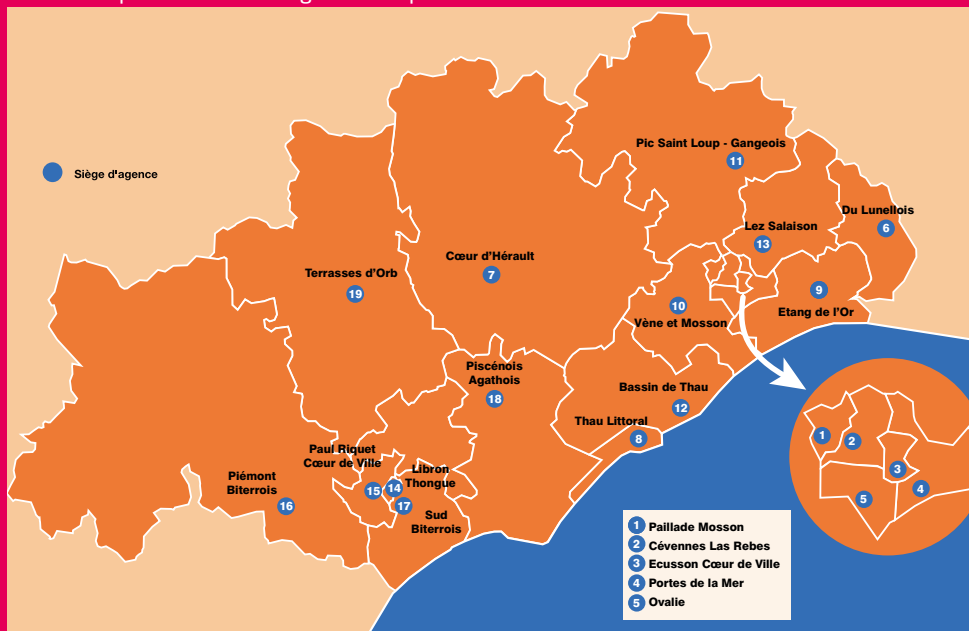 Siège d'agence
Pic Saint Loup - Gangeois
11
Du Lunellois
6
Lez Salaison
13
Cœur d'Hérault
7
Terrasses d'Orb
19
9
Etang de l'Or
10
Vène et Mosson
Piscénois
Agathois
18
Bassin de Thau
12
Thau Littoral
8
Paul Riquet
Cœur de Ville
15
14
Libron
Thongue
17
Sud
Biterrois
Piémont
Biterrois
16
1
2
3
4
5
1 Paillade Mosson
2 Cévennes Las Rebes
3 Ecusson Cœur de Ville
4 Portes de la Mer
5 Ovalie